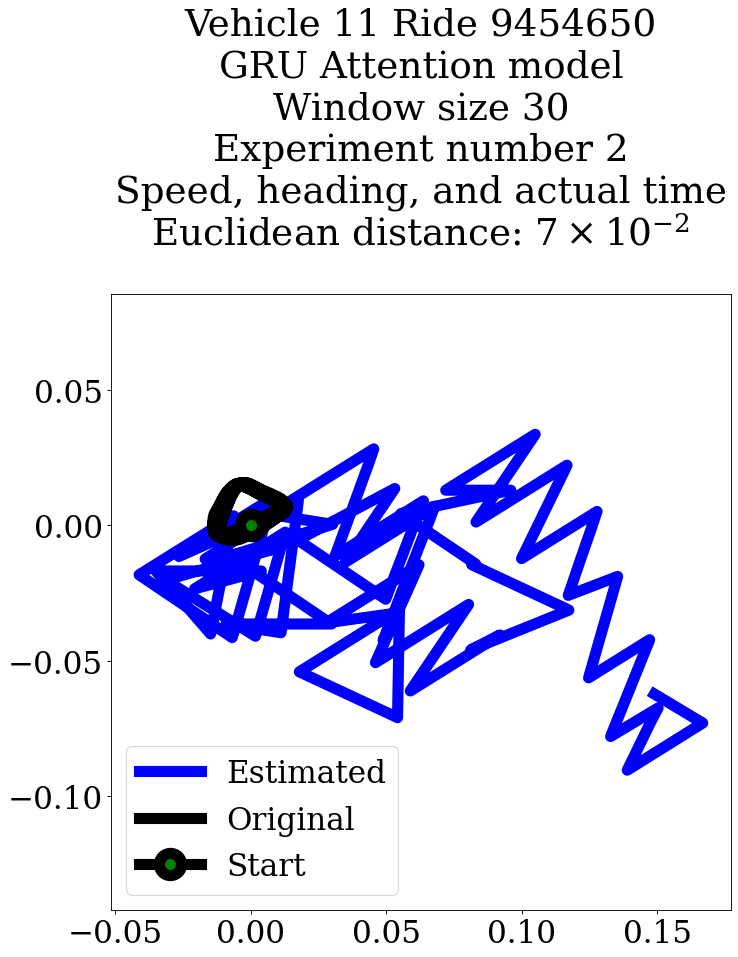 Vehicle 11 Ride 9454650
GRU Attention model
Window size 30
Experiment number 2
Speed, heading, and actual time
Euclidean distance: 7 × 10⁻²
0.05
0.00
−0.05
−0.10
Estimated
Original
Start
−0.05 0.00 0.05 0.10 0.15